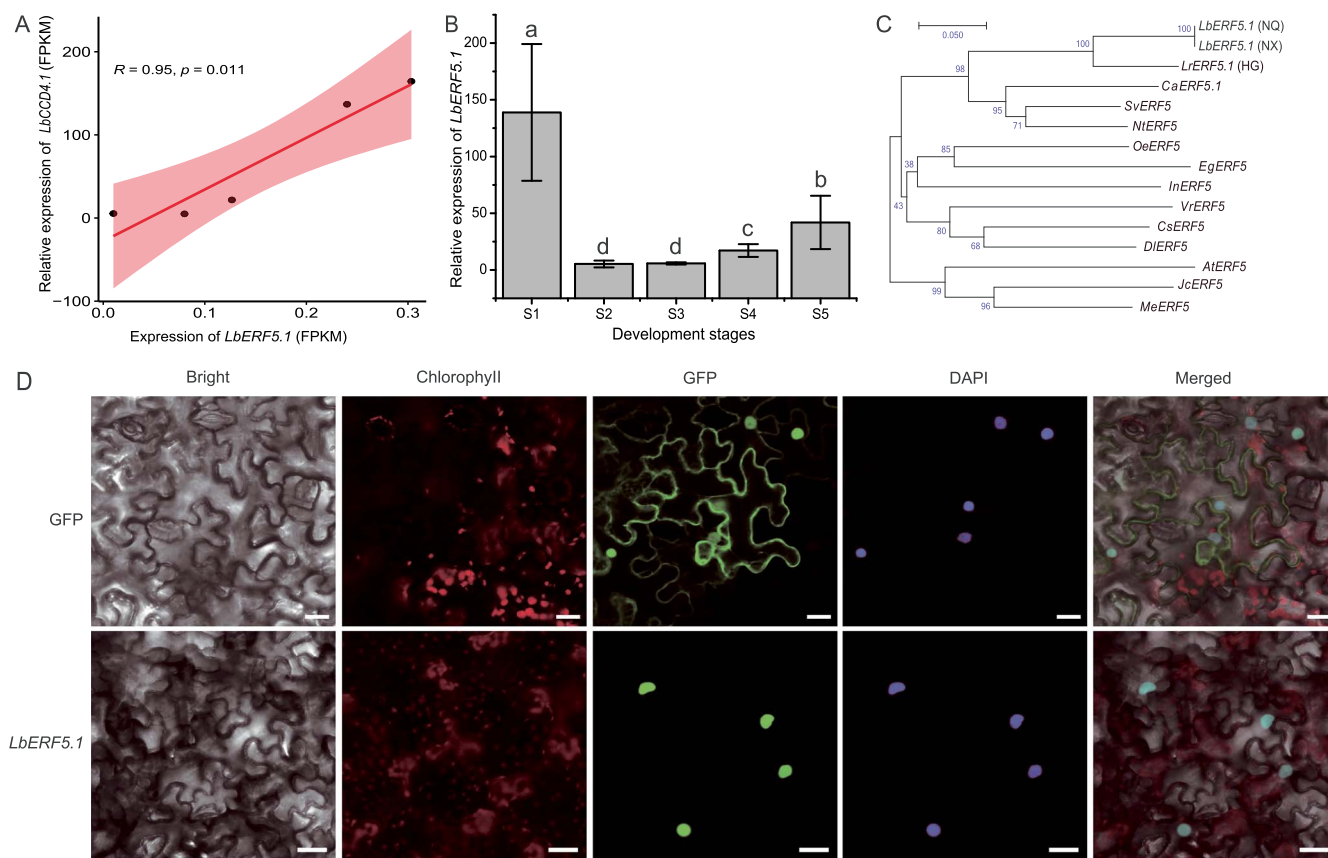 A
Relative expression of LbCCD4.1 (FPKM)
200
100
0
−100
R = 0.95, p = 0.011
0.0
0.1
0.2
0.3
Expression of LbERF5.1 (FPKM)
B
Relative expression of LbERF5.1
200
150
100
50
0
a
d
d
c
b
S1
S2
S3
S4
S5
Development stages
C
0.050
100
LbERF5.1 (NQ)
LbERF5.1 (NX)
100
LrERF5.1 (HG)
98
CaERF5.1
95
SvERF5
71
NtERF5
85
OeERF5
EgERF5
38
InERF5
43
VrERF5
80
CsERF5
68
DlERF5
AtERF5
99
JcERF5
96
MeERF5
D
Bright
ChlorophyII
GFP
DAPI
Merged
GFP
LbERF5.1